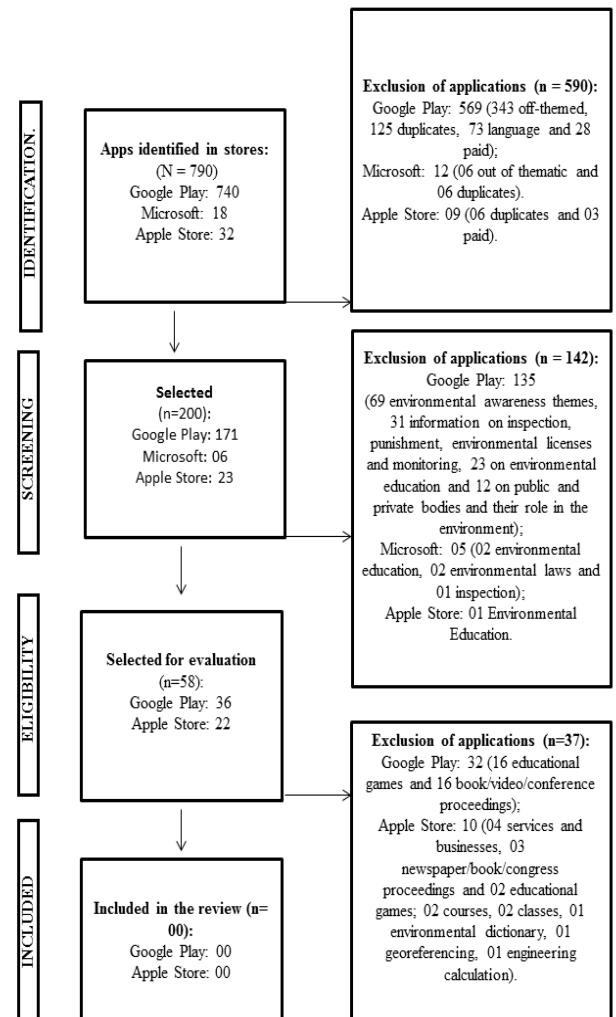 IDENTIFICATION.
Apps identified in stores:
(N = 790)
Google Play: 740
Microsoft: 18
Apple Store: 32
Exclusion of applications (n = 590):
Google Play: 569 (343 off-themed,
125 duplicates, 73 language and 28
paid);
Microsoft: 12 (06 out of thematic and
06 duplicates).
Apple Store: 09 (06 duplicates and 03
paid).
SCREENING
Selected
(n=200):
Google Play: 171
Microsoft: 06
Apple Store: 23
Exclusion of applications (n = 142):
Google Play: 135
(69 environmental awareness themes,
31 information on inspection,
punishment, environmental licenses
and monitoring, 23 on environmental
education and 12 on public and
private bodies and their role in the
environment);
Microsoft: 05 (02 environmental
education, 02 environmental laws and
01 inspection);
Apple Store: 01 Environmental
Education.
ELIGIBILITY
Selected for evaluation
(n=58):
Google Play: 36
Apple Store: 22
Exclusion of applications (n=37):
Google Play: 32 (16 educational
games and 16 book/video/conference
proceedings);
Apple Store: 10 (04 services and
businesses, 03
newspaper/book/congress
proceedings and 02 educational
games; 02 courses, 02 classes, 01
environmental dictionary, 01
georeferencing, 01 engineering
calculation).
INCLUDED
Included in the review (n=
00):
Google Play: 00
Apple Store: 00